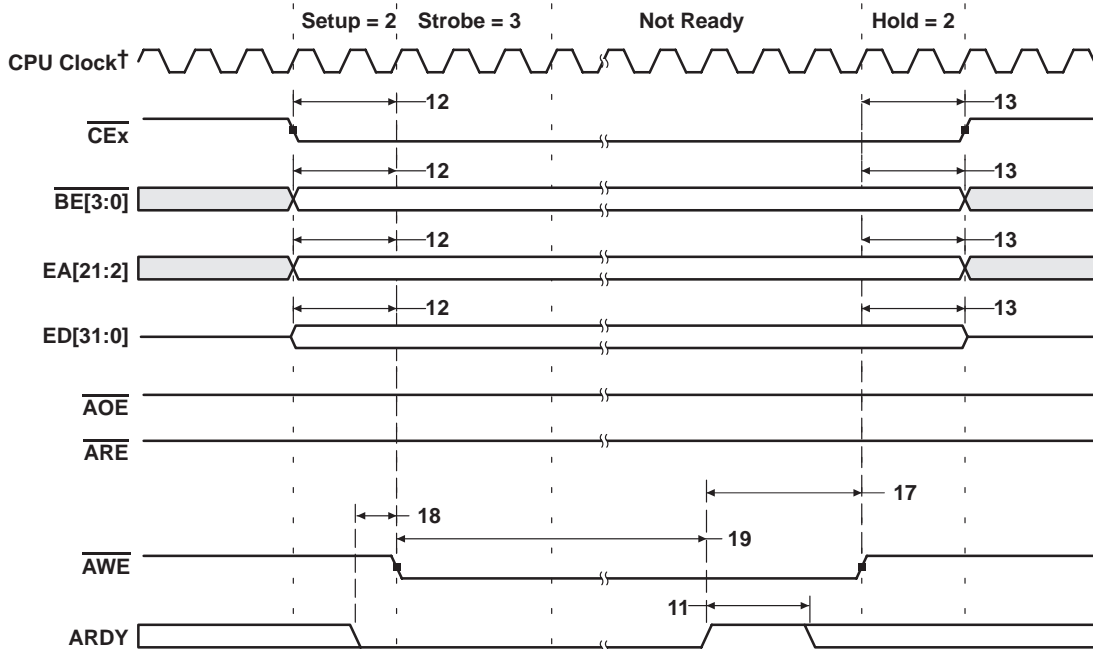 Setup = 2 Strobe = 3 Not Ready Hold = 2
CPU Clock†
12 13
CEx
12 13
BE[3:0]
12 13
EA[21:2]
12 13
ED[31:0]
AOE
ARE
17
18
19
AWE
11
ARDY